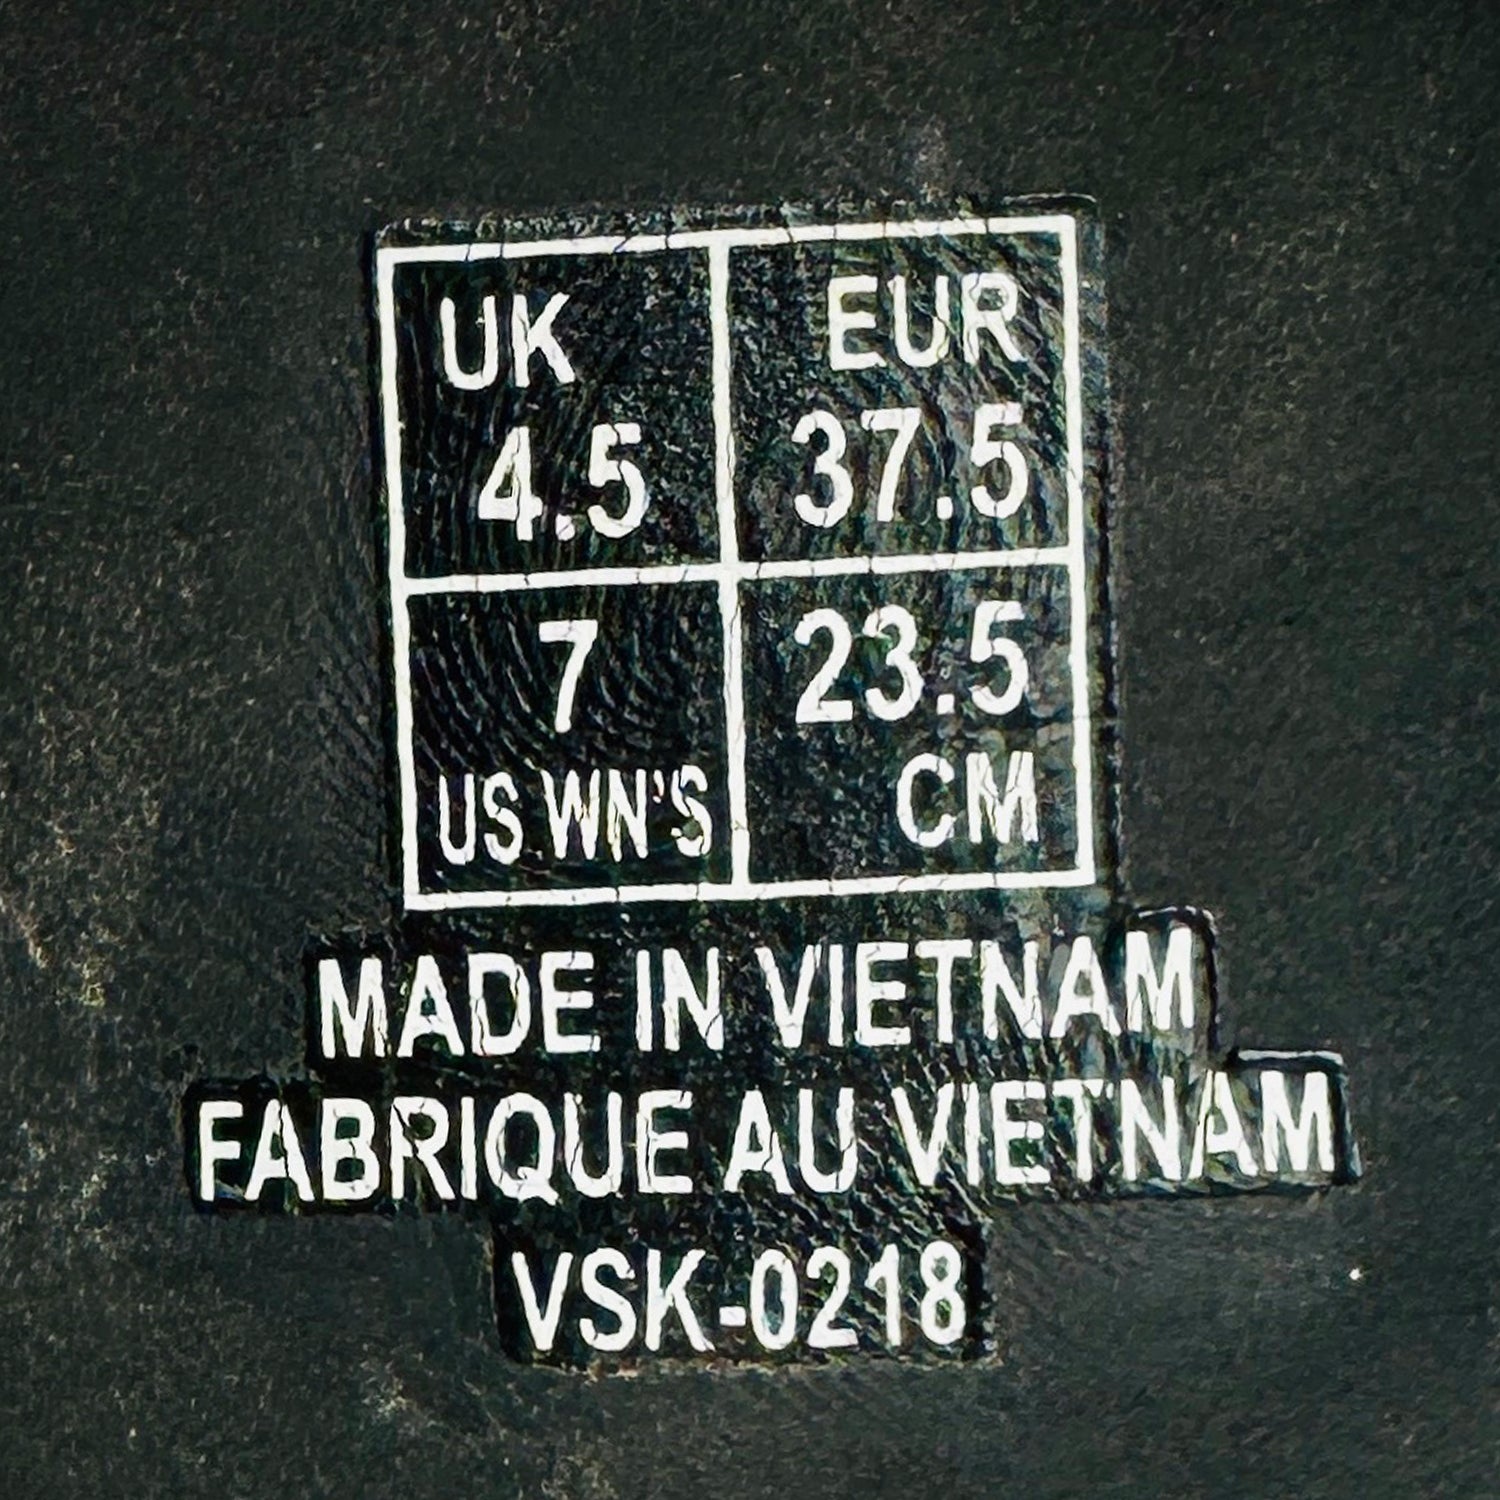 UK
4.5
EUR
37.5
7
US WN'S
23.5
CM
MADE IN VIETNAM
FABRIQUE AU VIETNAM
VSK-0218